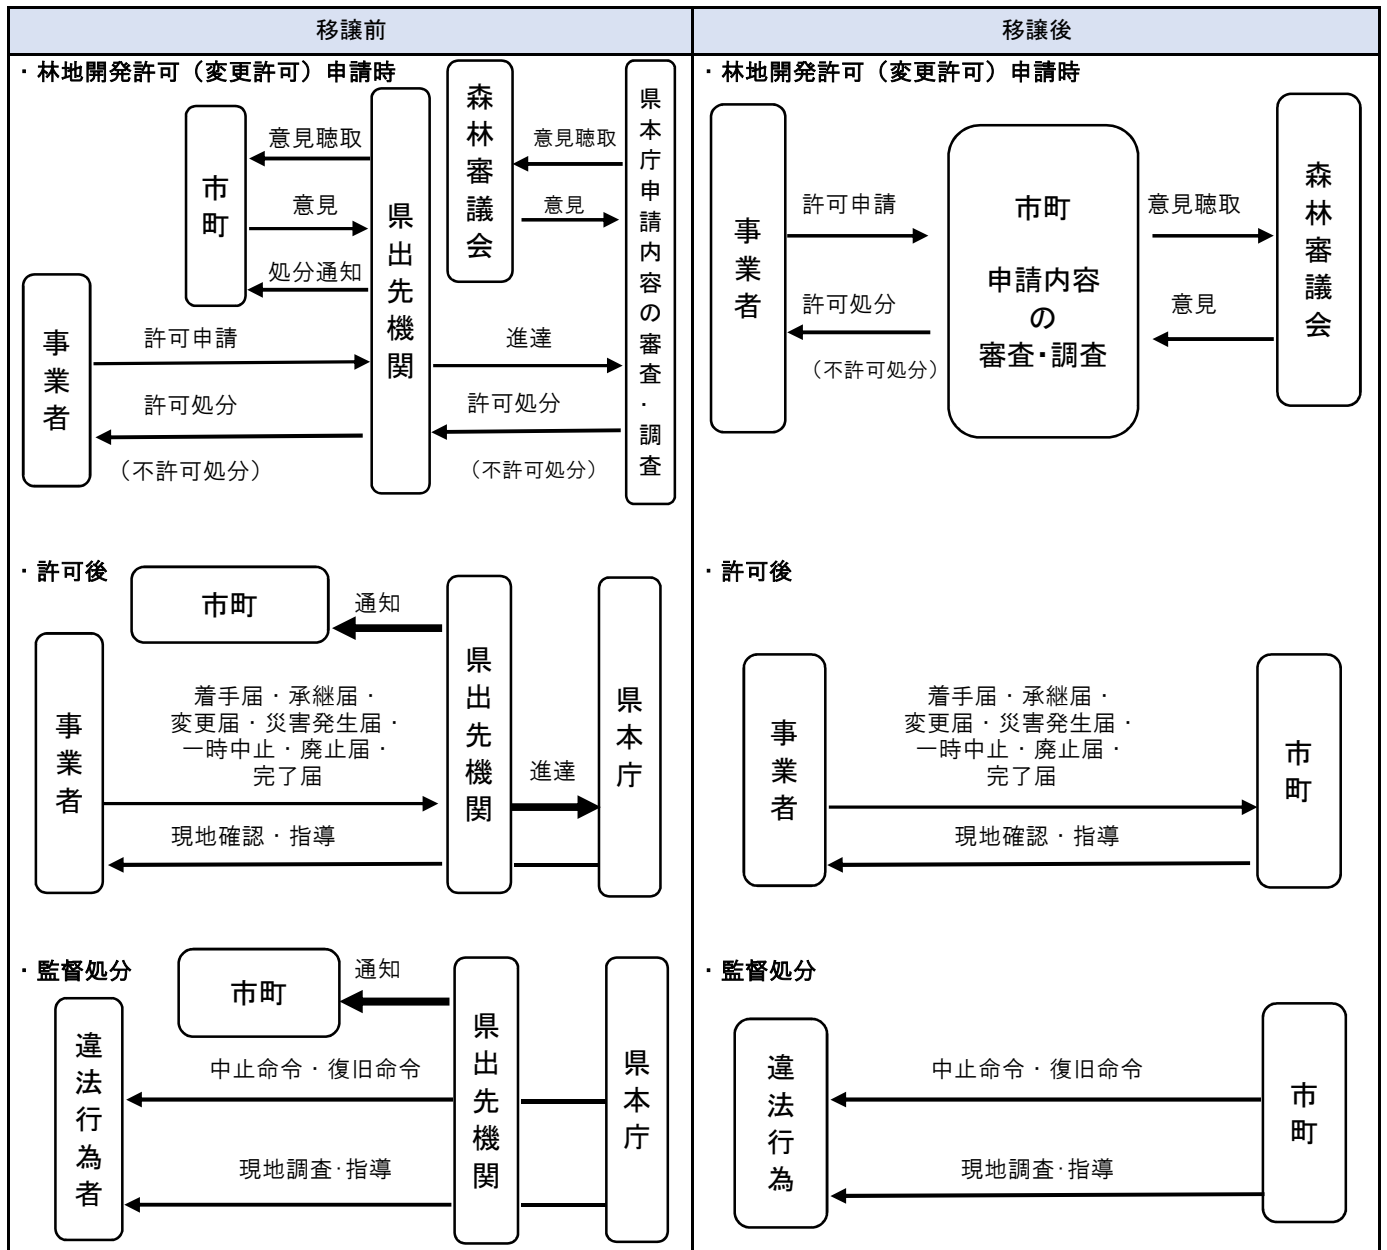 移譲前
移譲後
・林地開発許可（変更許可）申請時
市町
意見聴取
意見
処分通知
県出先機関
森林審議会
意見聴取
意見
県本庁申請内容の審査・調査
事業者
許可申請
許可処分
（不許可処分）
進達
許可処分
（不許可処分）
・許可後
市町
通知
事業者
着手届・承継届・
変更届・災害発生届・
一時中止・廃止届・
完了届
現地確認・指導
県出先機関
進達
県本庁
・監督処分
市町
通知
違法行為者
中止命令・復旧命令
現地調査・指導
県出先機関
県本庁
・林地開発許可（変更許可）申請時
事業者
許可申請
許可処分
（不許可処分）
市町
申請内容
の
審査・調査
意見聴取
意見
森林審議会
・許可後
事業者
着手届・承継届・
変更届・災害発生届・
一時中止・廃止届・
完了届
現地確認・指導
市町
・監督処分
違法行為
中止命令・復旧命令
現地調査・指導
市町